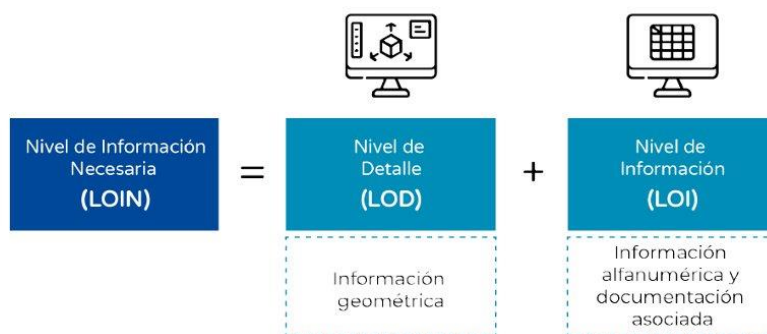 Nivel de Información
Necesaria
(LOIN)
=
Nivel de
Detalle
(LOD)
+
Nivel de
Información
(LOI)
Información
geométrica
Información
alfanumérica y
documentación
asociada